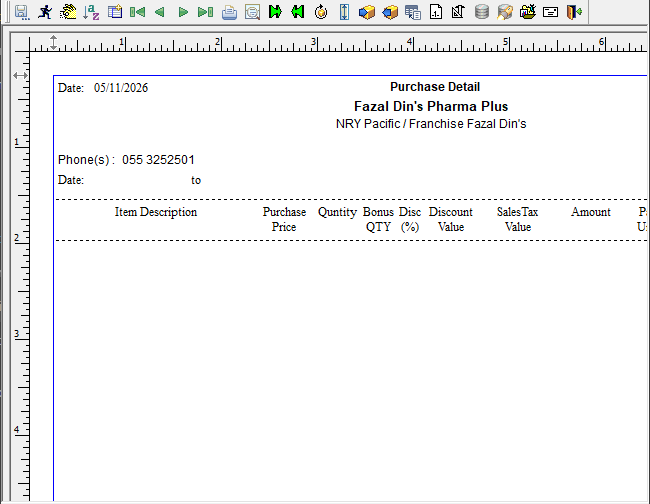 1 2 3 4 5 6
Date: 05/11/2026 Purchase Detail
Fazal Din's Pharma Plus
NRY Pacific / Franchise Fazal Din's
1
Phone(s) : 055 3252501
Date: to
Item Description Purchase Quntity Bonus Disc Discount SalesTax Amount
Price QTY (%) Value Value
2
3
4